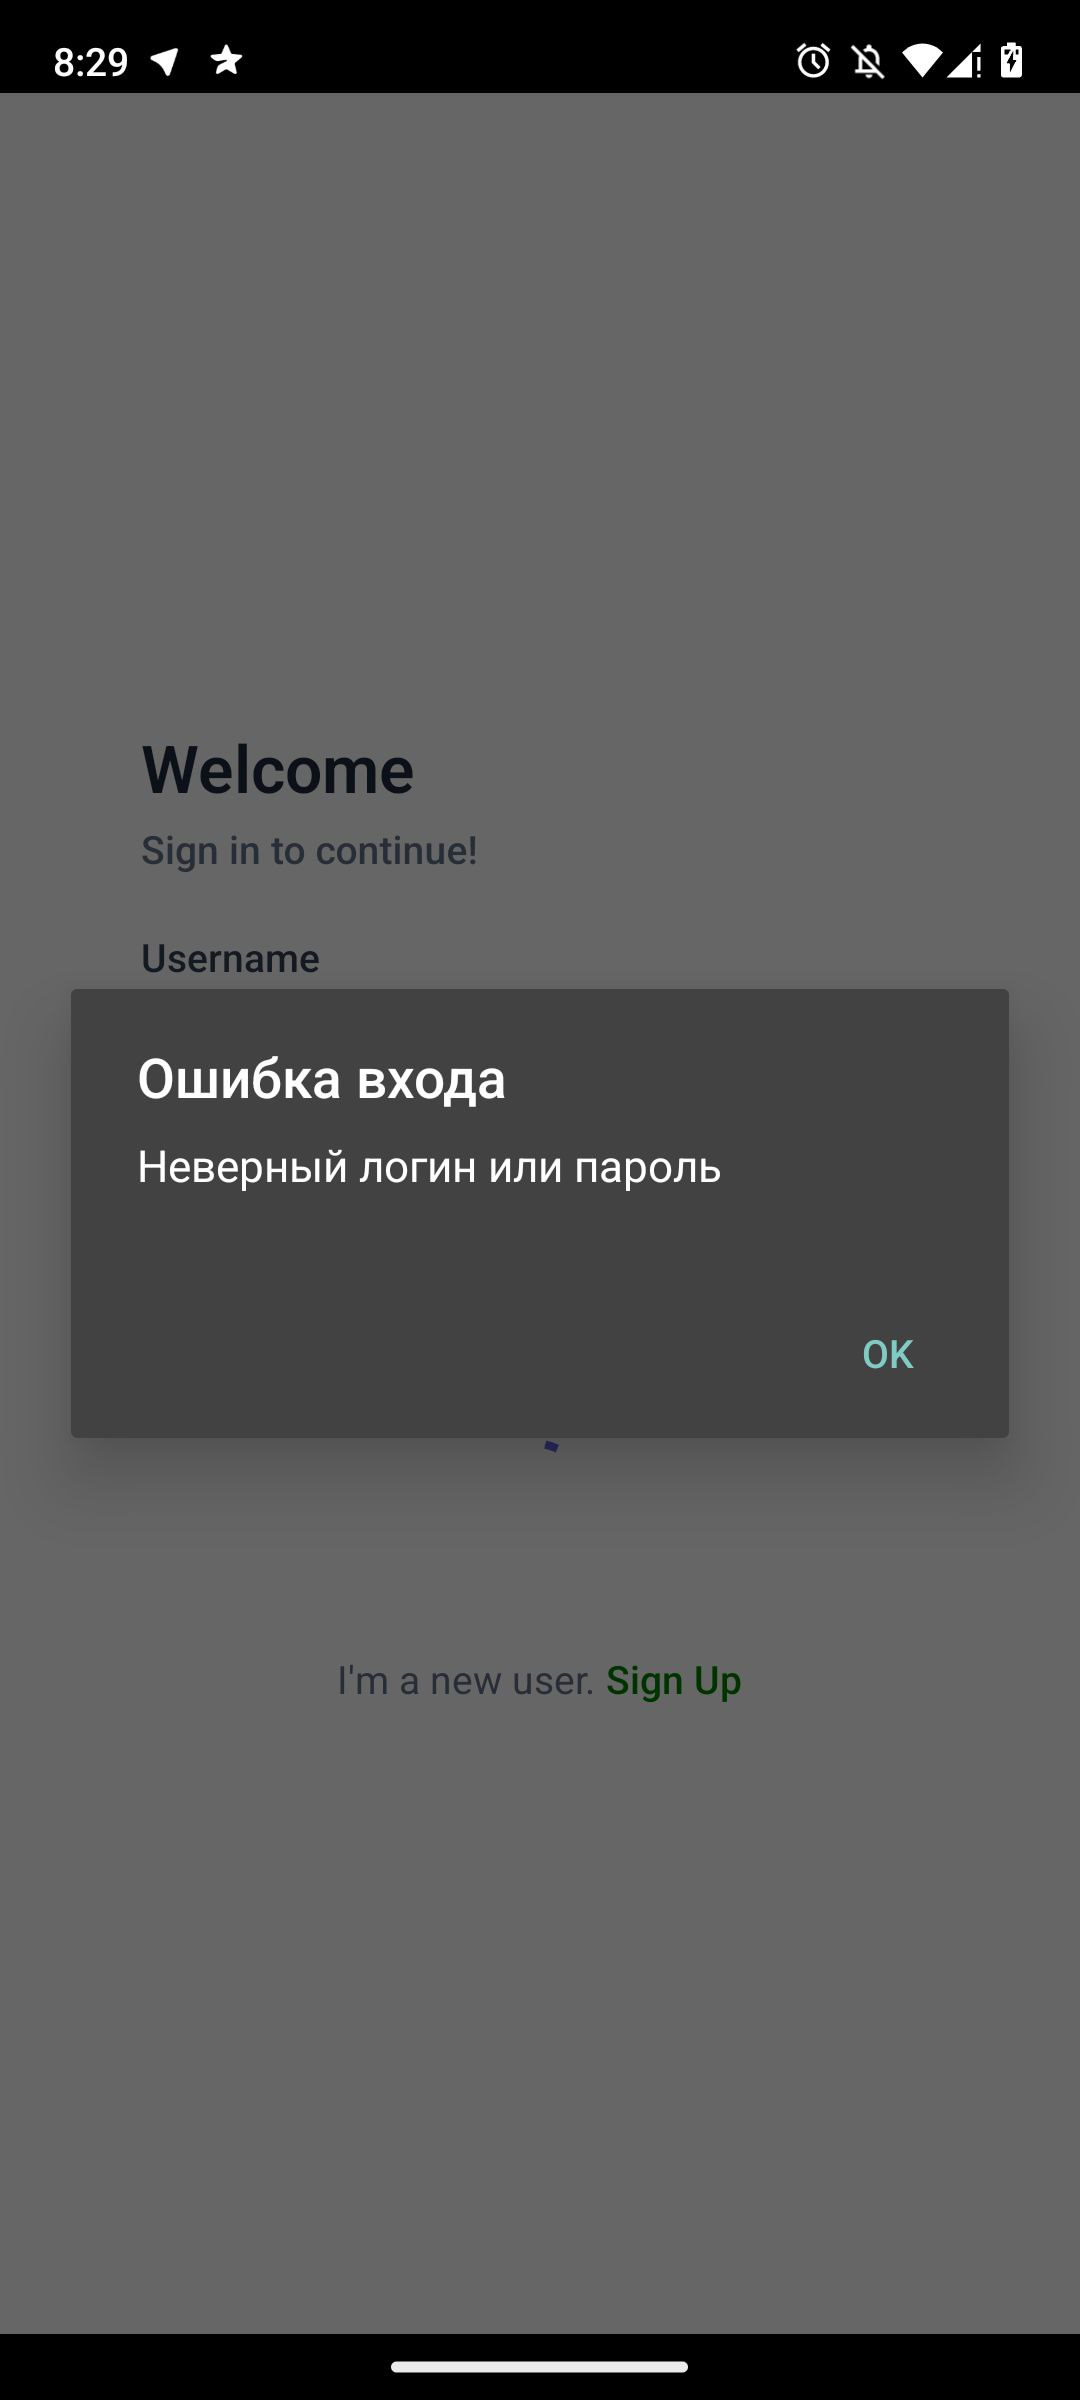 8:29
Welcome
Sign in to continue!
Username
Ошибка входа
Неверный логин или пароль
OK
I'm a new user. Sign Up